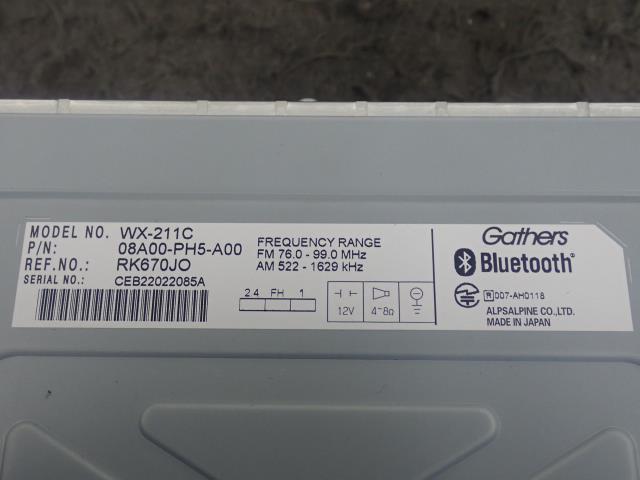 MODEL NO. WX-211C
P/N: 08A00-PH5-A00
REF.NO.: RK670JO
SERIAL NO.: CEB22022085A
FREQUENCY RANGE
FM 76.0 - 99.0 MHz
AM 522 - 1629 kHz
24 FH 1
12V 4~8Ω
Gathers
Bluetooth®
R 007-AH0118
ALPSALPINE CO.,LTD.
MADE IN JAPAN